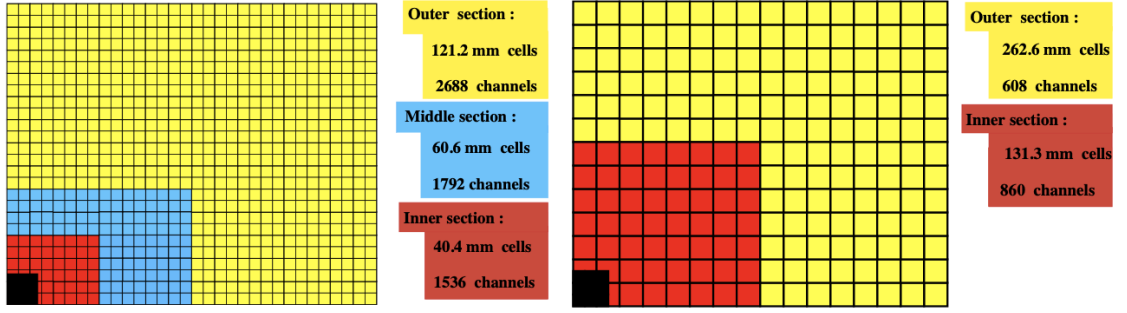 Outer section :
121.2 mm cells
2688 channels
Middle section :
60.6 mm cells
1792 channels
Inner section :
40.4 mm cells
1536 channels
Outer section :
262.6 mm cells
608 channels
Inner section :
131.3 mm cells
860 channels